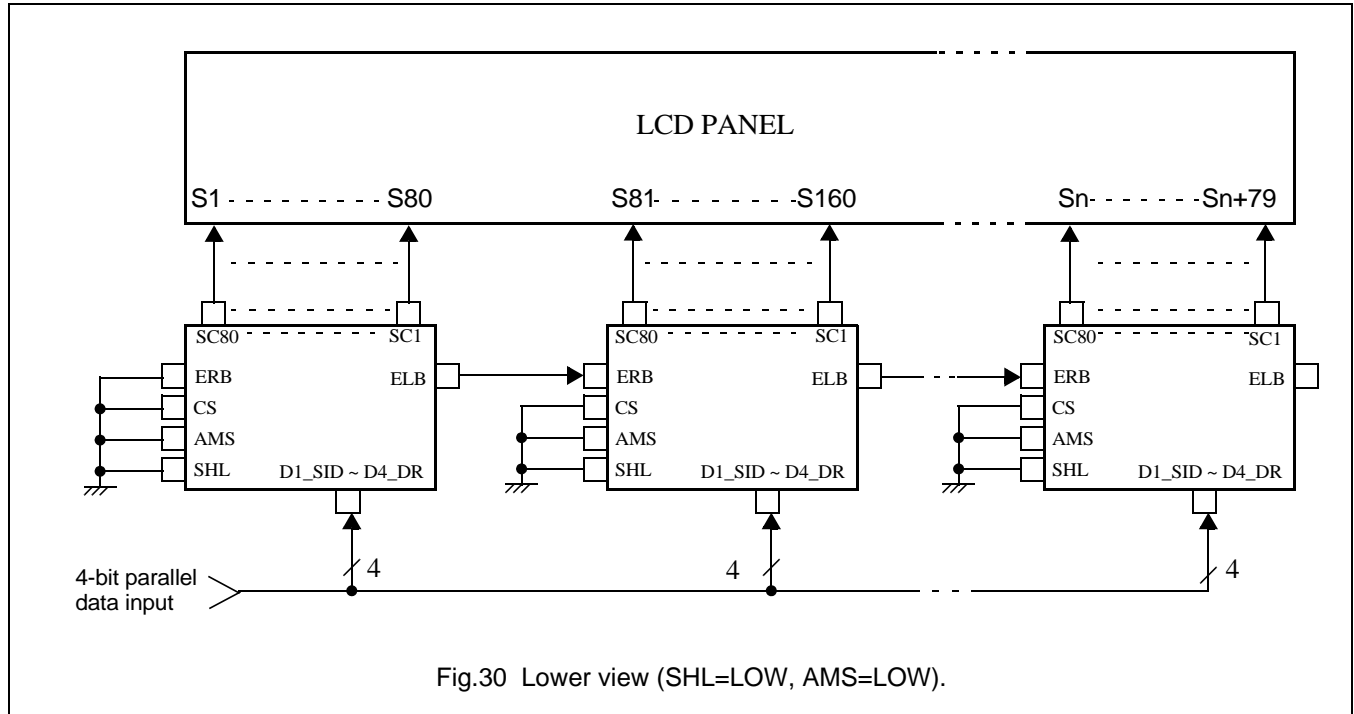 LCD PANEL
S1 S80 S81 S160 Sn Sn+79
SC80 SC1 SC80 SC1 SC80 SC1
ERB ELB ERB ELB ERB ELB
CS CS CS
AMS AMS AMS
SHL D1_SID ~ D4_DR SHL D1_SID ~ D4_DR SHL D1_SID ~ D4_DR
4 4 4
4-bit parallel
data input
Fig.30 Lower view (SHL=LOW, AMS=LOW).